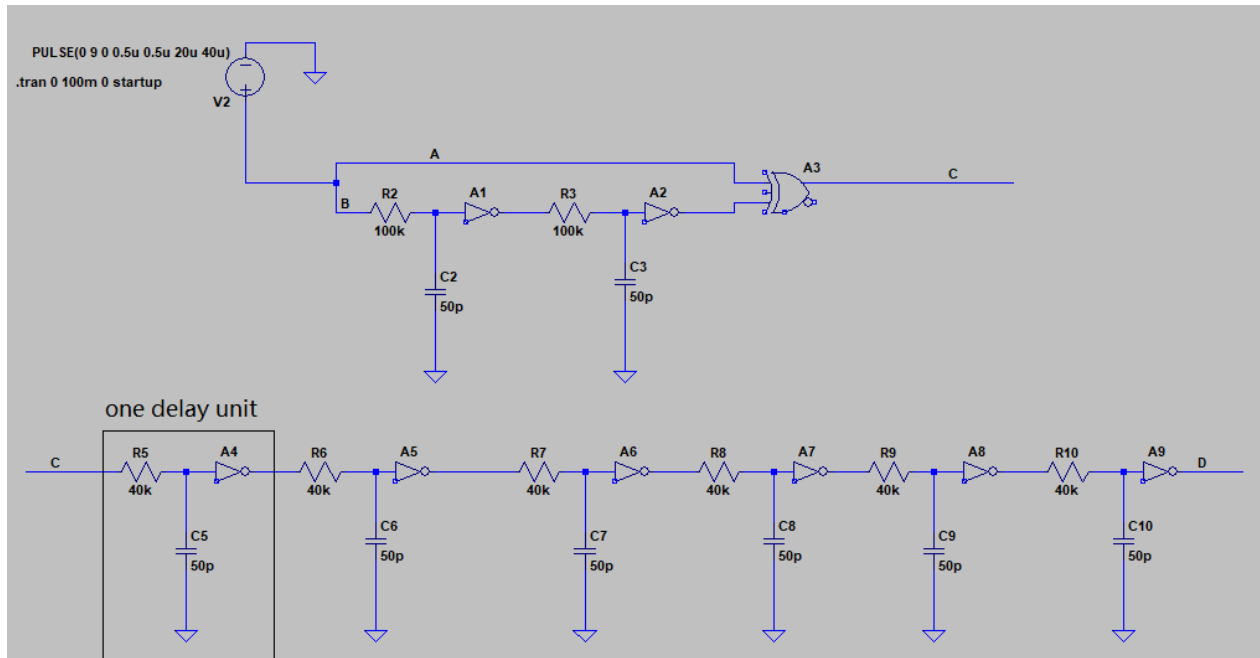 PULSE(0 9 0 0.5u 0.5u 20u 40u)
.tran 0 100m 0 startup
V2
A
A3
C
B
R2
A1
R3
A2
100k
100k
C2
50p
C3
50p
one delay unit
C
R5
A4
R6
A5
R7
A6
R8
A7
R9
A8
R10
A9
D
40k
40k
40k
40k
40k
40k
C5
50p
C6
50p
C7
50p
C8
50p
C9
50p
C10
50p